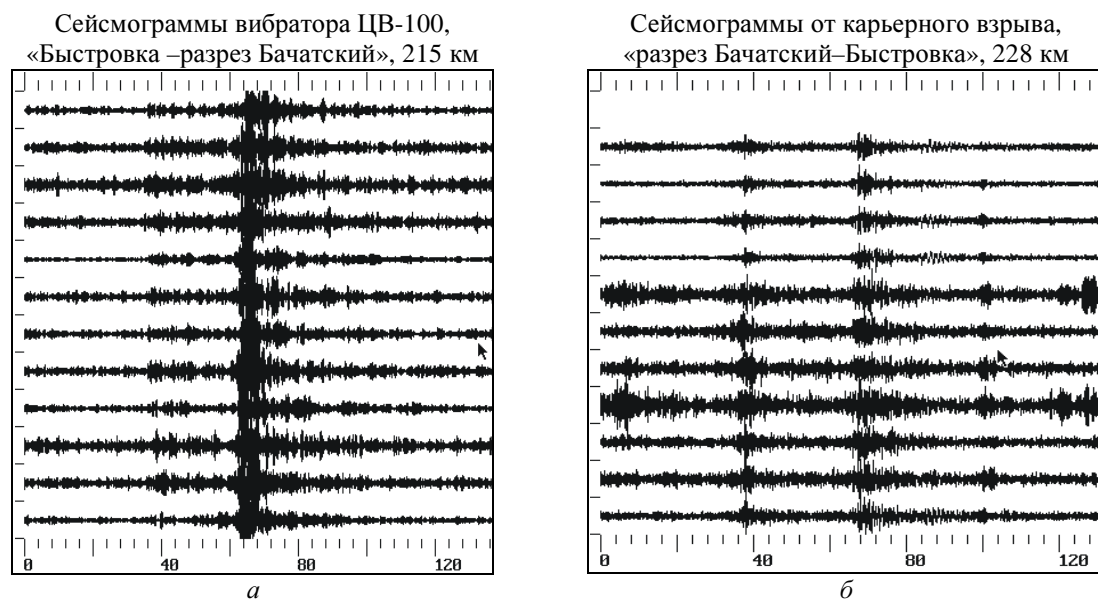 Сейсмограммы вибратора ЦВ-100,
«Быстровка –разрез Бачатский», 215 км
0 40 80 120
а
Сейсмограммы от карьерного взрыва,
«разрез Бачатский–Быстровка», 228 км
0 40 80 120
б